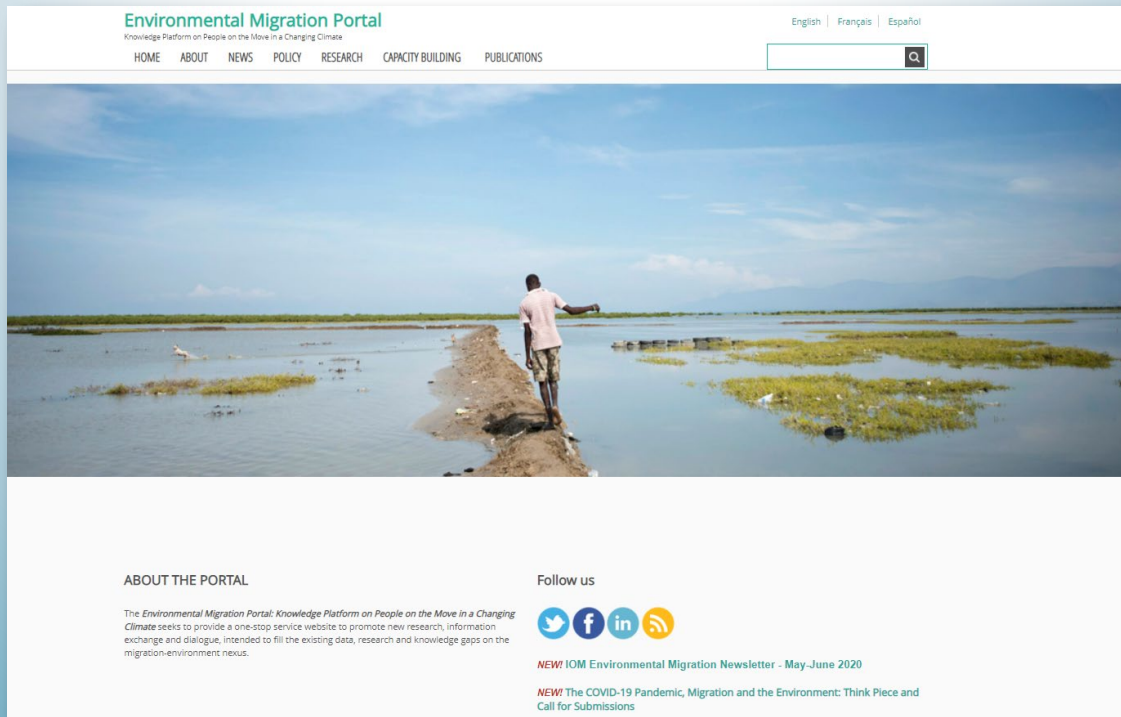 Environmental Migration Portal
Knowledge Platform on People on the Move in a Changing Climate
English Français Español
HOME ABOUT NEWS POLICY RESEARCH CAPACITY BUILDING PUBLICATIONS
ABOUT THE PORTAL
The Environmental Migration Portal: Knowledge Platform on People on the Move in a Changing
Climate seeks to provide a one-stop service website to promote new research, information
exchange and dialogue, intended to fill the existing data, research and knowledge gaps on the
migration-environment nexus.
Follow us
NEW! IOM Environmental Migration Newsletter - May-June 2020
NEW! The COVID-19 Pandemic, Migration and the Environment: Think Piece and
Call for Submissions